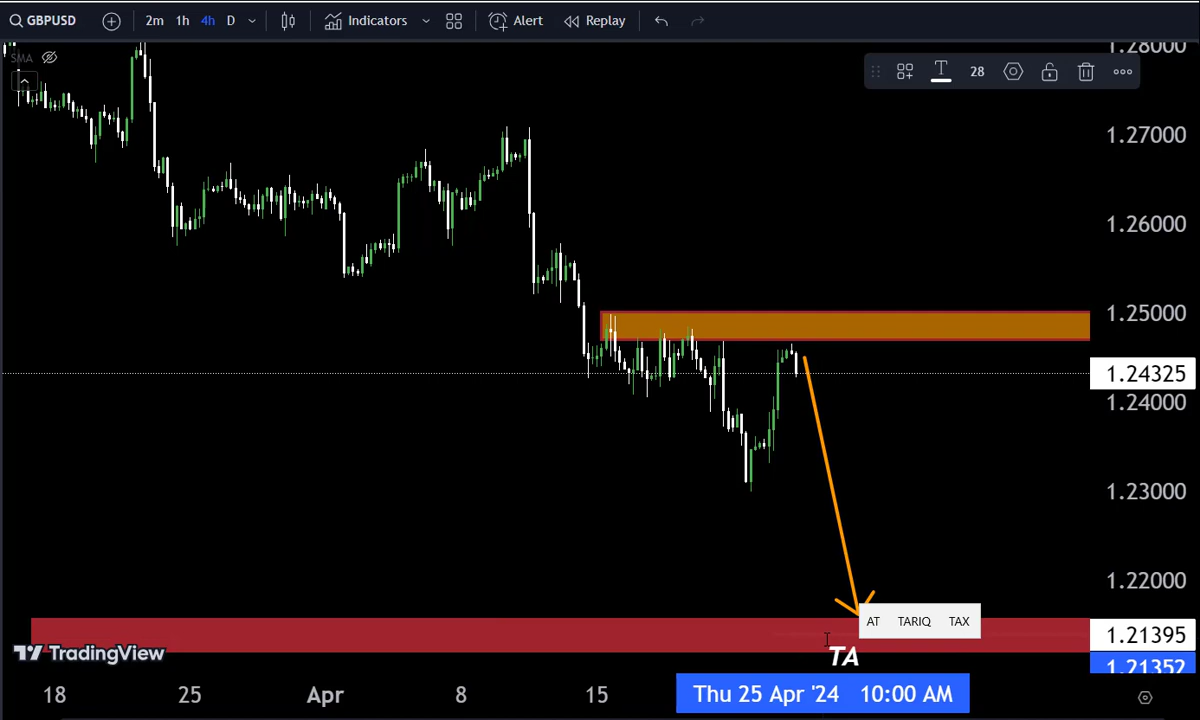 GBPUSD 2m 1h 4h D Indicators Alert Replay
SMA
28
1.28000
1.27000
1.26000
1.25000
1.24325
1.24000
1.23000
1.22000
AT TARIQ TAX
1.21395
TradingView
TA
1.21352
18 25 Apr 8 15 Thu 25 Apr '24 10:00 AM